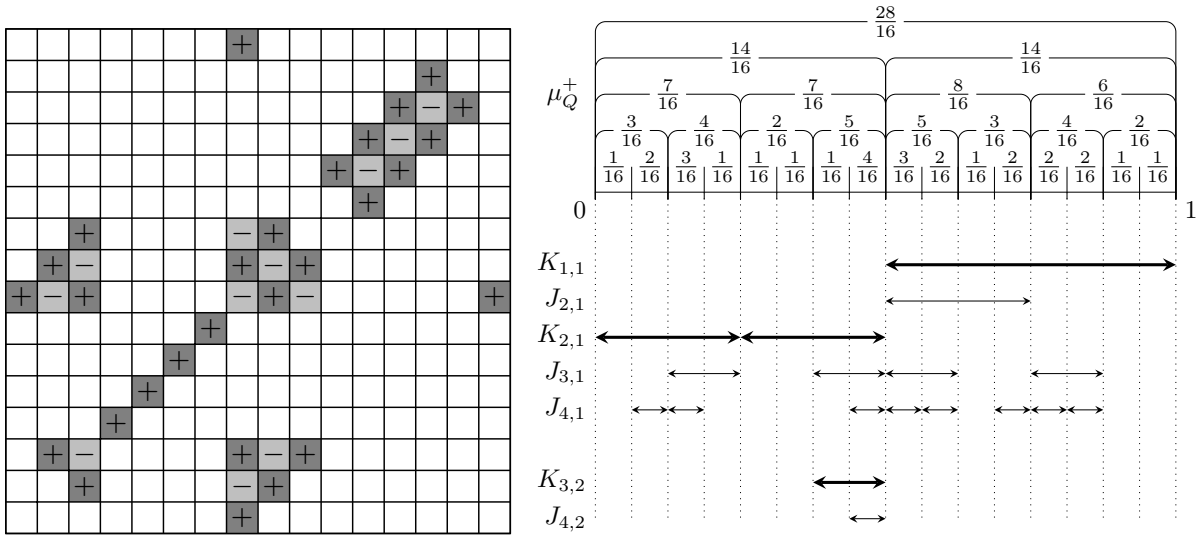 +
+
+ − +
+ − +
+ − +
+
+ − +
+ − + − +
+ − + − + − +
+
+
+
+
+ − + − +
+ − +
+
28/16
14/16 14/16
μ_Q^+
7/16 7/16 8/16 6/16
3/16 4/16 2/16 5/16 5/16 3/16 4/16 2/16
1/16 2/16 3/16 1/16 1/16 1/16 1/16 4/16 3/16 2/16 1/16 2/16 2/16 2/16 1/16 1/16
0 1
K_{1,1}
J_{2,1}
K_{2,1}
J_{3,1}
J_{4,1}
K_{3,2}
J_{4,2}